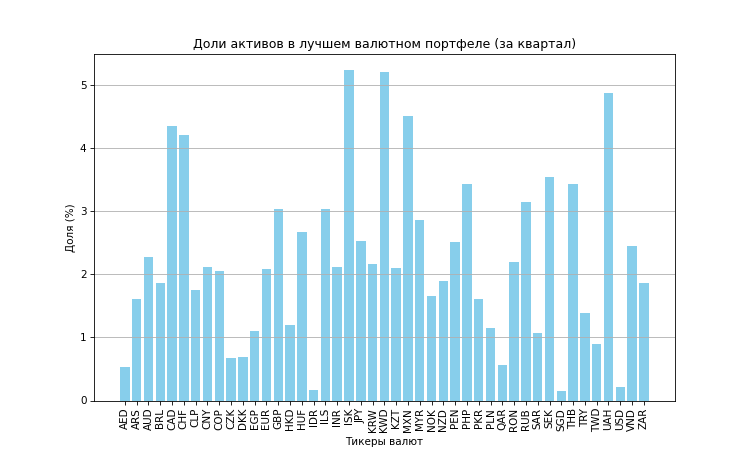 Доли активов в лучшем валютном портфеле (за квартал)
Доля (%)
5
4
3
2
1
0
AED ARS AUD BRL CAD CHF CLP CNY COP CZK DKK EGP EUR GBP HKD HUF IDR ILS INR ISK JPY KRW KWD KZT MXN MYR NOK NZD PEN PHP PKR PLN QAR RON RUB SAR SEK SGD THB TRY TWD UAH USD VND ZAR
Тикеры валют